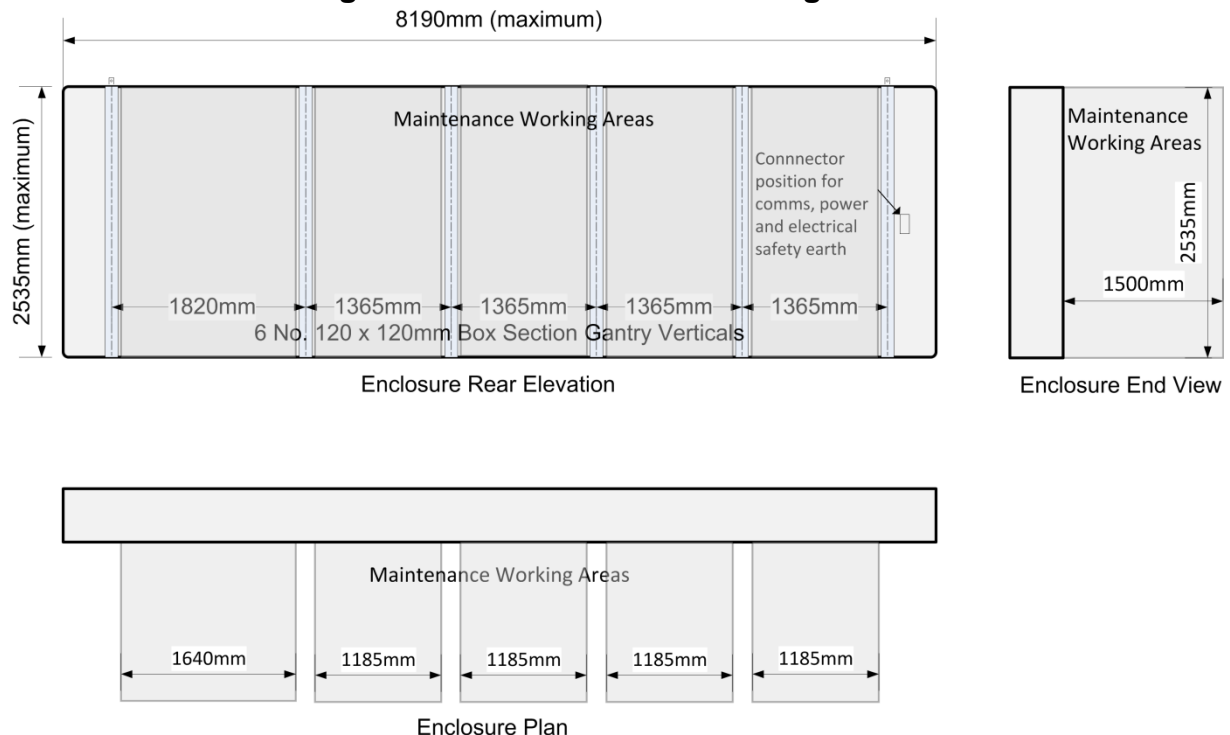 8190mm (maximum)
2535mm (maximum)
Maintenance Working Areas
Connnector
position for
comms, power
and electrical
safety earth
1820mm
1365mm
1365mm
1365mm
1365mm
6 No. 120 x 120mm Box Section Gantry Verticals
Enclosure Rear Elevation
Maintenance
Working Areas
2535mm
1500mm
Enclosure End View
Maintenance Working Areas
1640mm
1185mm
1185mm
1185mm
1185mm
Enclosure Plan